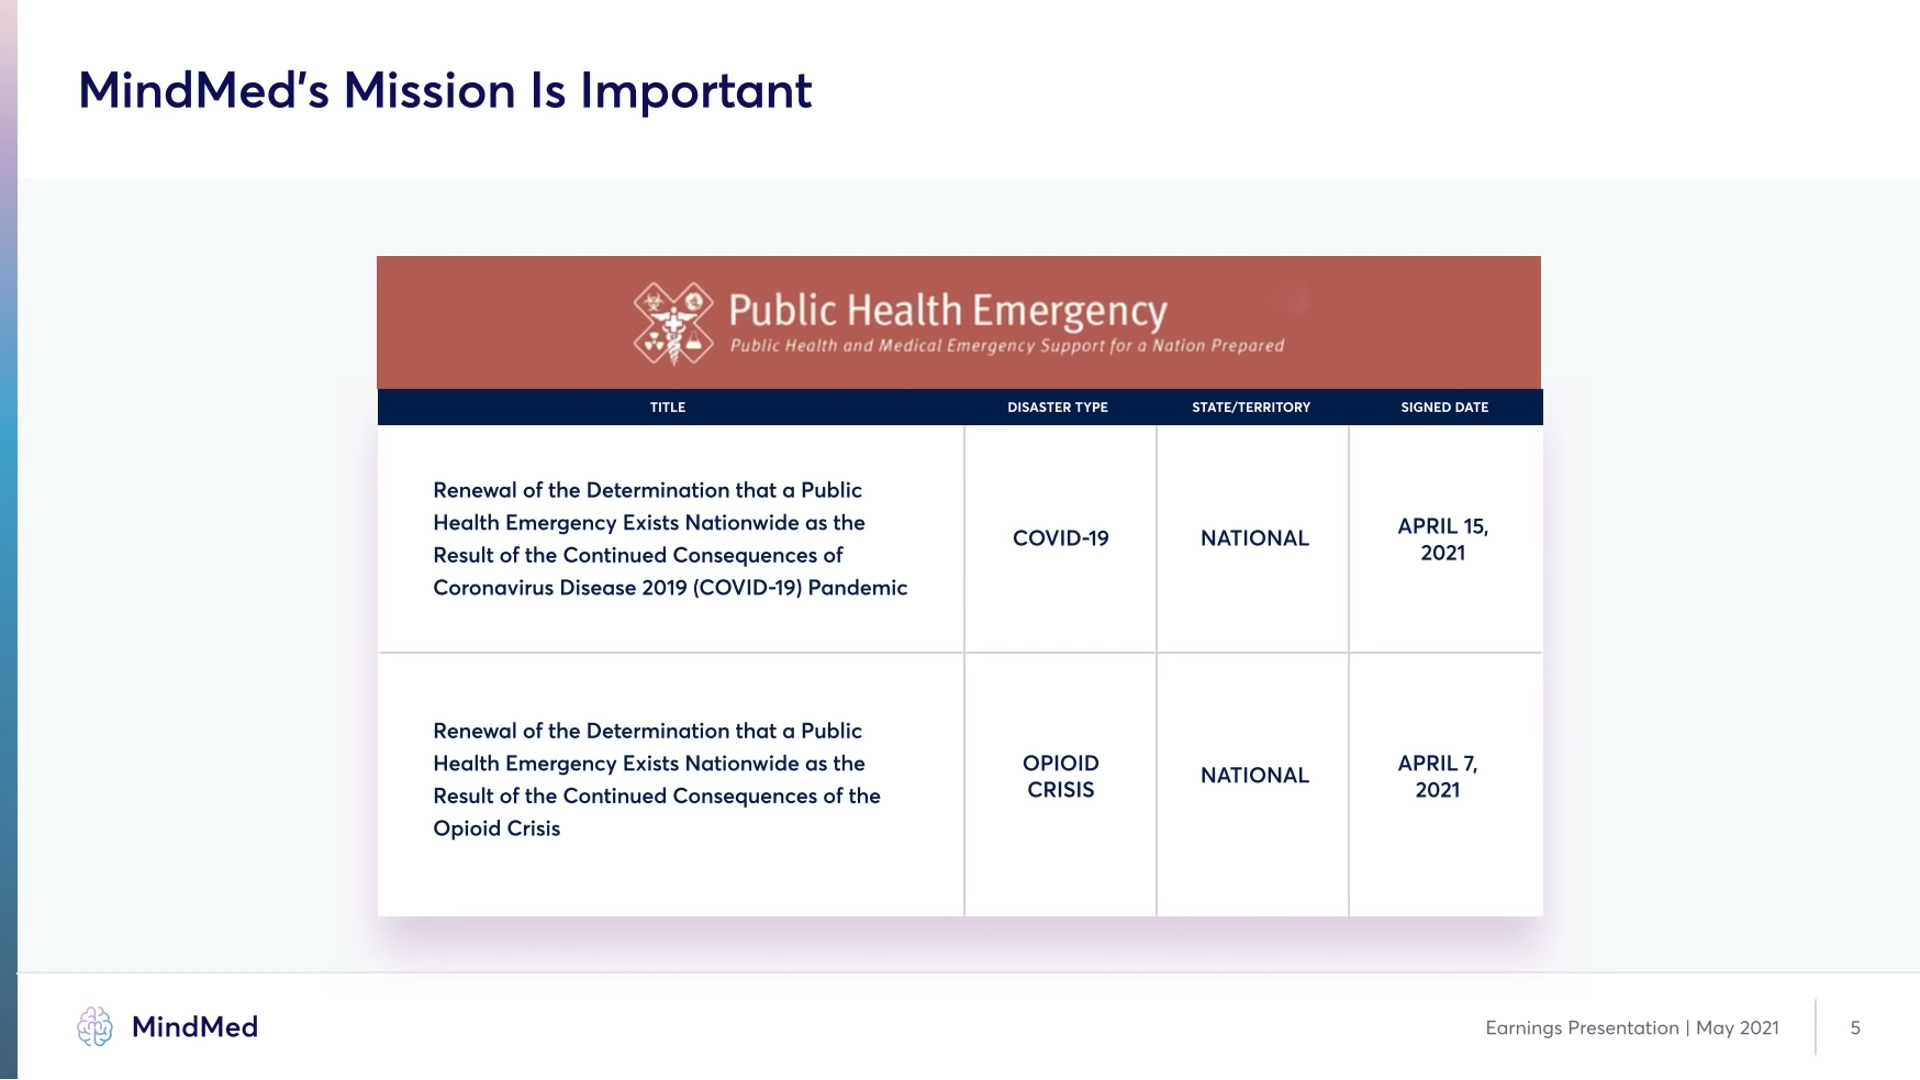 MindMed's Mission Is Important
Public Health Emergency
Public Health and Medical Emergency Support for a Nation Prepared
TITLE
DISASTER TYPE
STATE/TERRITORY
SIGNED DATE
Renewal of the Determination that a Public
Health Emergency Exists Nationwide as the
Result of the Continued Consequences of
Coronavirus Disease 2019 (COVID-19) Pandemic
COVID-19
NATIONAL
APRIL 15,
2021
Renewal of the Determination that a Public
Health Emergency Exists Nationwide as the
Result of the Continued Consequences of the
Opioid Crisis
OPIOID
CRISIS
NATIONAL
APRIL 7,
2021
MindMed
Earnings Presentation | May 2021
5